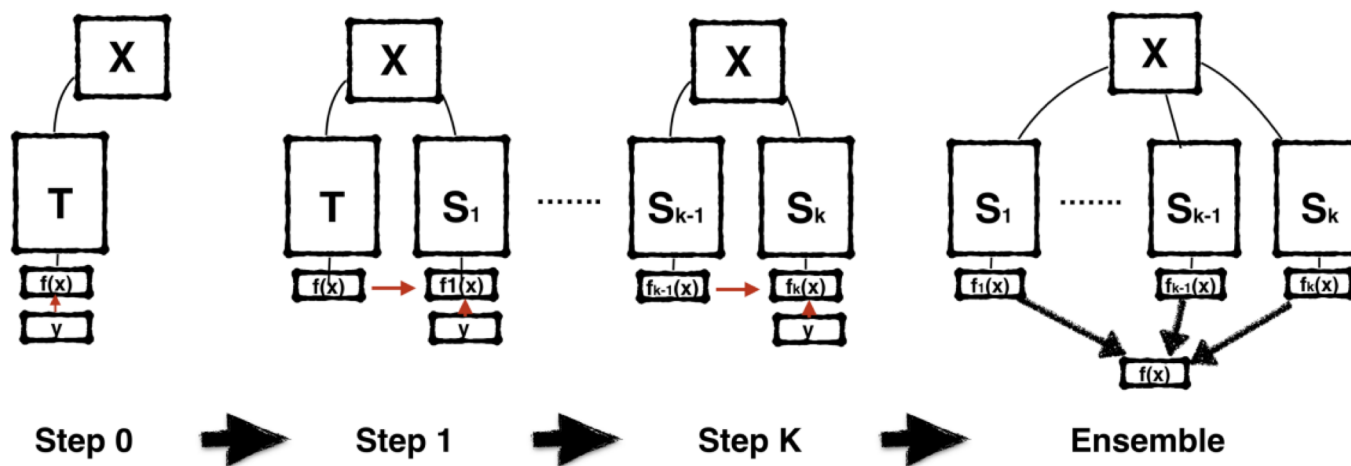 X
X
X
X
T
T
S1
.......
Sk-1
Sk
S1
.......
Sk-1
Sk
f(x)
f(x)
f1(x)
fk-1(x)
fk(x)
f1(x)
fk-1(x)
fk(x)
y
y
y
f(x)
Step 0
Step 1
Step K
Ensemble